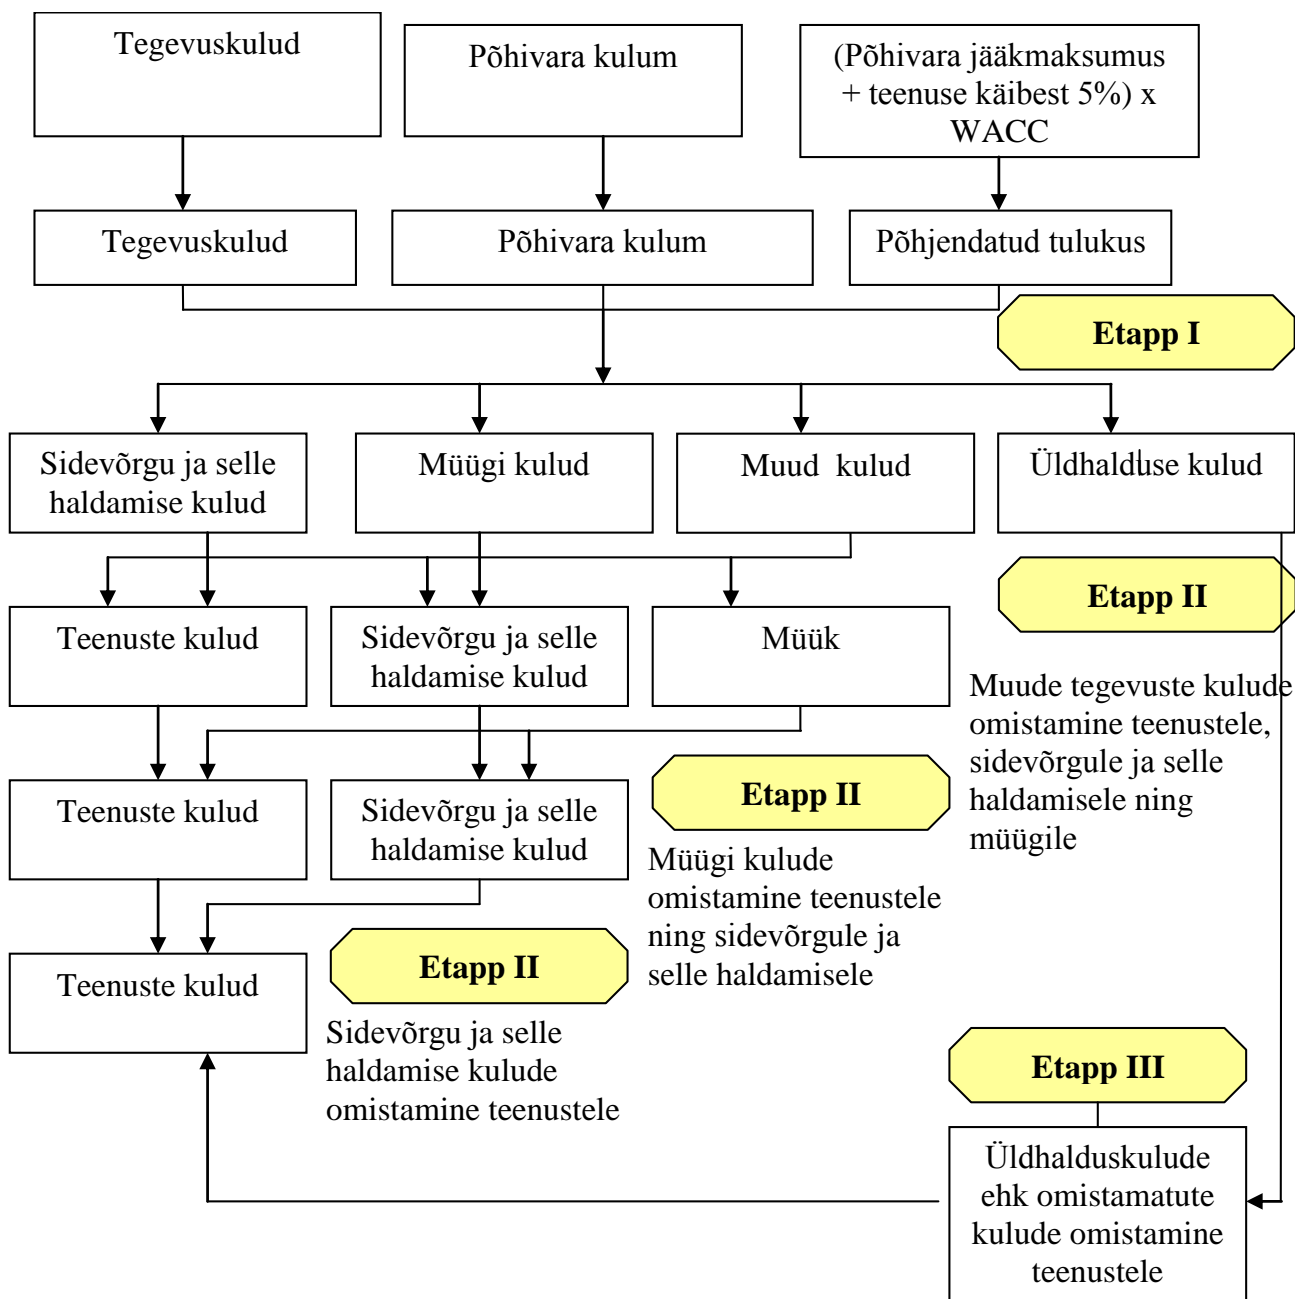 Tegevuskulud
Põhivara kulum
(Põhivara jääkmaksumus
+ teenuse käibest 5%) x
WACC
Tegevuskulud
Põhivara kulum
Põhjendatud tulukus
Etapp I
Sidevõrgu ja selle
haldamise kulud
Müügi kulud
Muud kulud
Üldhalduse kulud
Etapp II
Teenuste kulud
Sidevõrgu ja selle
haldamise kulud
Müük
Muude tegevuste kulude
omistamine teenustele,
sidevõrgule ja selle
haldamisele ning
müügile
Teenuste kulud
Sidevõrgu ja selle
haldamise kulud
Etapp II
Müügi kulude
omistamine teenustele
ning sidevõrgule ja
selle haldamisele
Teenuste kulud
Etapp II
Sidevõrgu ja selle
haldamise kulude
omistamine teenustele
Etapp III
Üldhalduskulude
ehk omistamatute
kulude omistamine
teenustele